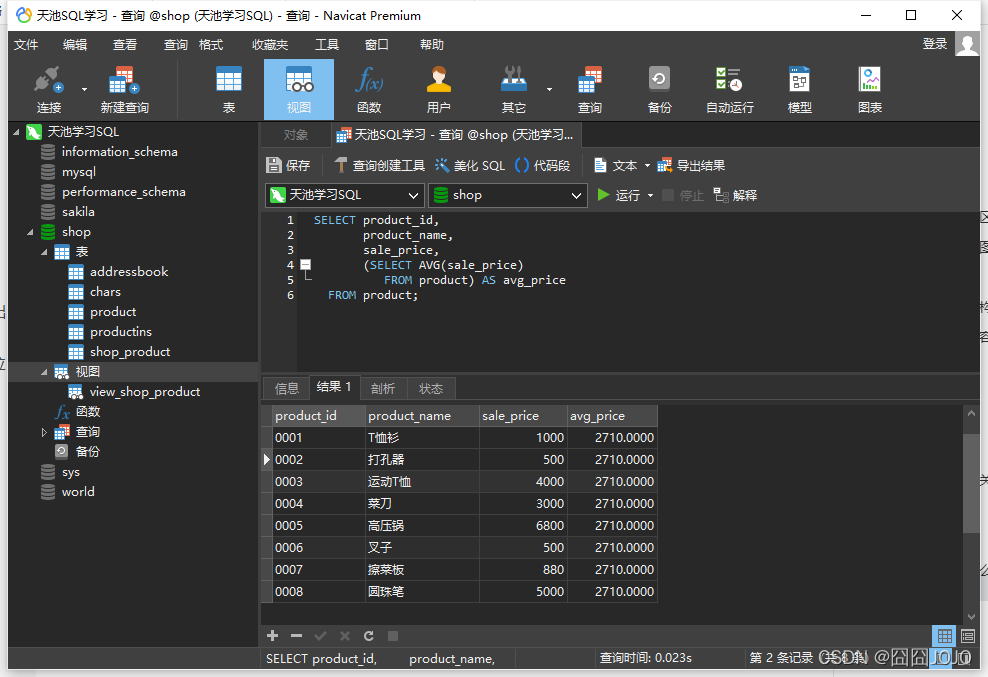 天池学习SQL - 查询 @shop (天池学习SQL) - 查询 - Navicat Premium
文件 编辑 查看 查询 格式 收藏夹 工具 窗口 帮助 登录
连接 新建查询 表 视图 函数 用户 其它 查询 备份 自动运行 模型 图表
天池学习SQL
information_schema
mysql
performance_schema
sakila
shop
表
addressbook
chars
product
productins
shop_product
视图
view_shop_product
函数
查询
备份
sys
world
对象 天池学习SQL - 查询 @shop (天池学习...
保存 查询创建工具 美化 SQL 代码段 文本 导出结果
天池学习SQL shop 运行 停止 解释
1 SELECT product_id,
2 product_name,
3 sale_price,
4 (SELECT AVG(sale_price)
5 FROM product) AS avg_price
6 FROM product;
信息 结果 1 剖析 状态
product_id product_name sale_price avg_price
0001 T恤衫 1000 2710.0000
0002 打孔器 500 2710.0000
0003 运动T恤 4000 2710.0000
0004 菜刀 3000 2710.0000
0005 高压锅 6800 2710.0000
0006 叉子 500 2710.0000
0007 擦菜板 880 2710.0000
0008 圆珠笔 5000 2710.0000
SELECT product_id, product_name, 查询时间: 0.023s 第 2 条记录
CSDN @囧囧JOJO